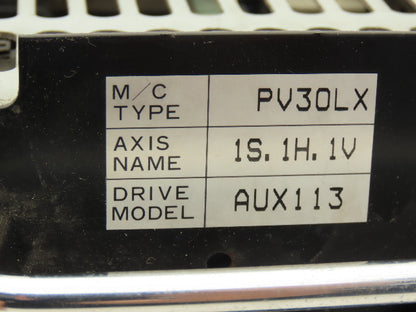 M/C TYPE PV30LX
AXIS NAME 1S. 1H. 1V
DRIVE MODEL AUX113